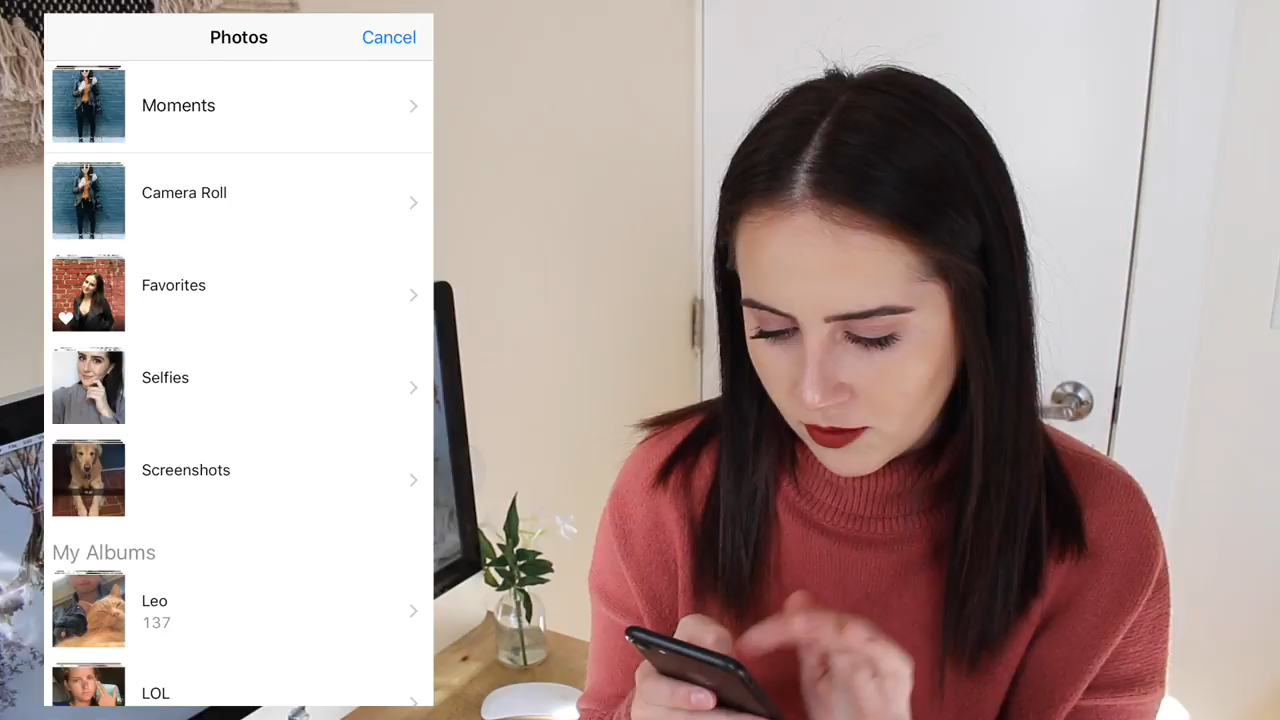 Photos
Cancel
Moments
Camera Roll
Favorites
Selfies
Screenshots
My Albums
Leo
137
LOL